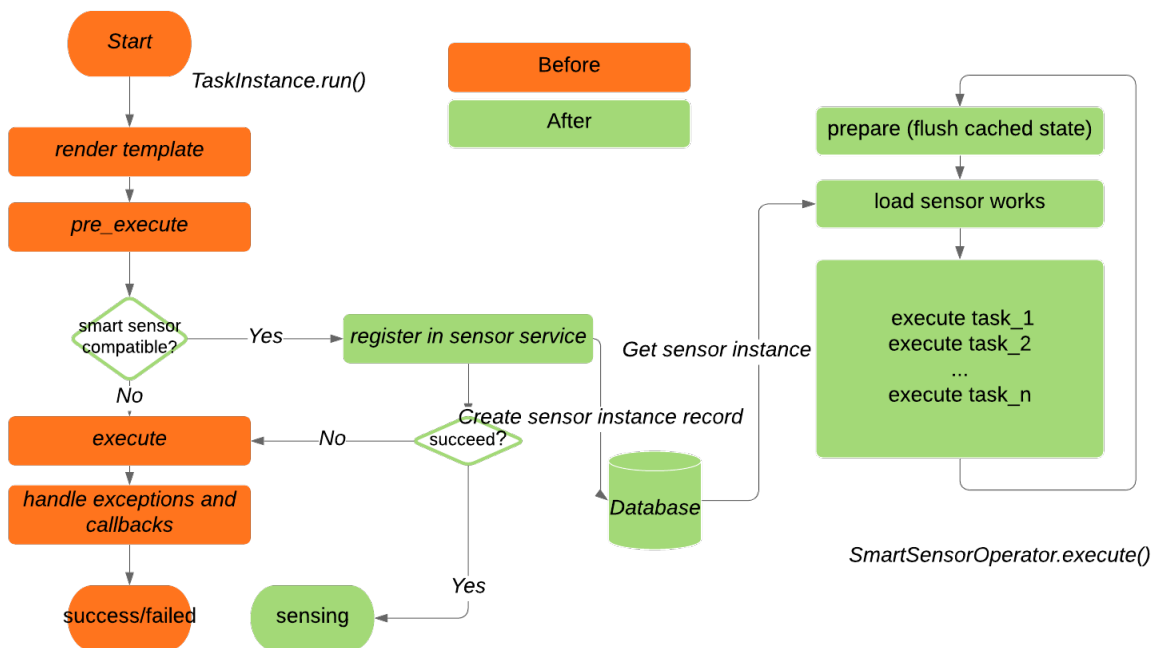 Start
TaskInstance.run()
render template
pre_execute
smart sensor
compatible?
Yes
No
execute
handle exceptions and
callbacks
success/failed
Before
After
register in sensor service
Create sensor instance record
succeed?
No
Yes
sensing
Database
Get sensor instance
prepare (flush cached state)
load sensor works
execute task_1
execute task_2
...
execute task_n
SmartSensorOperator.execute()